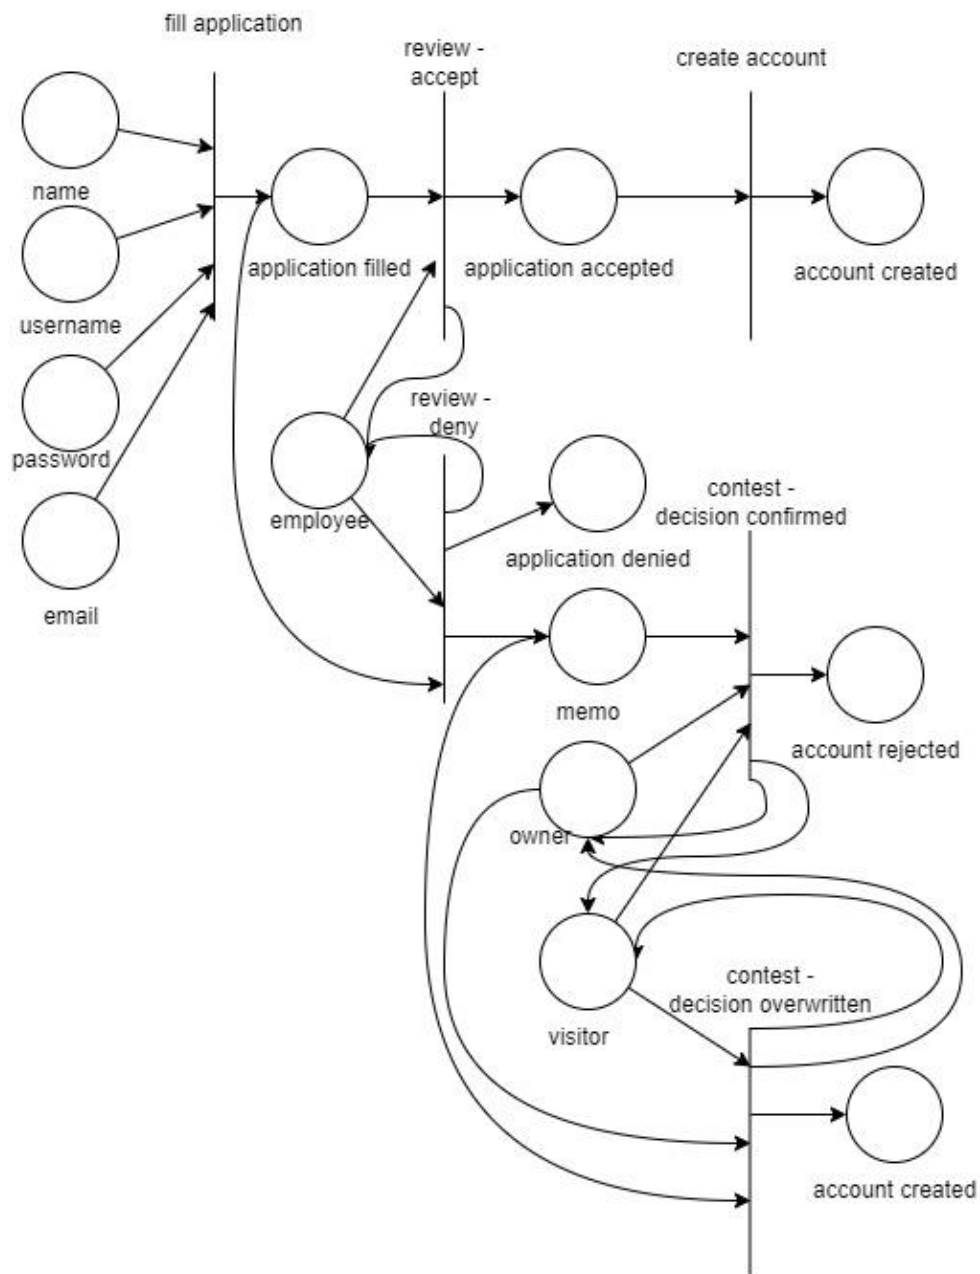 fill application
review -
accept
create account
name
application filled
application accepted
account created
username
review -
deny
password
employee
contest -
decision confirmed
application denied
email
memo
account rejected
owner
contest -
decision overwritten
visitor
account created